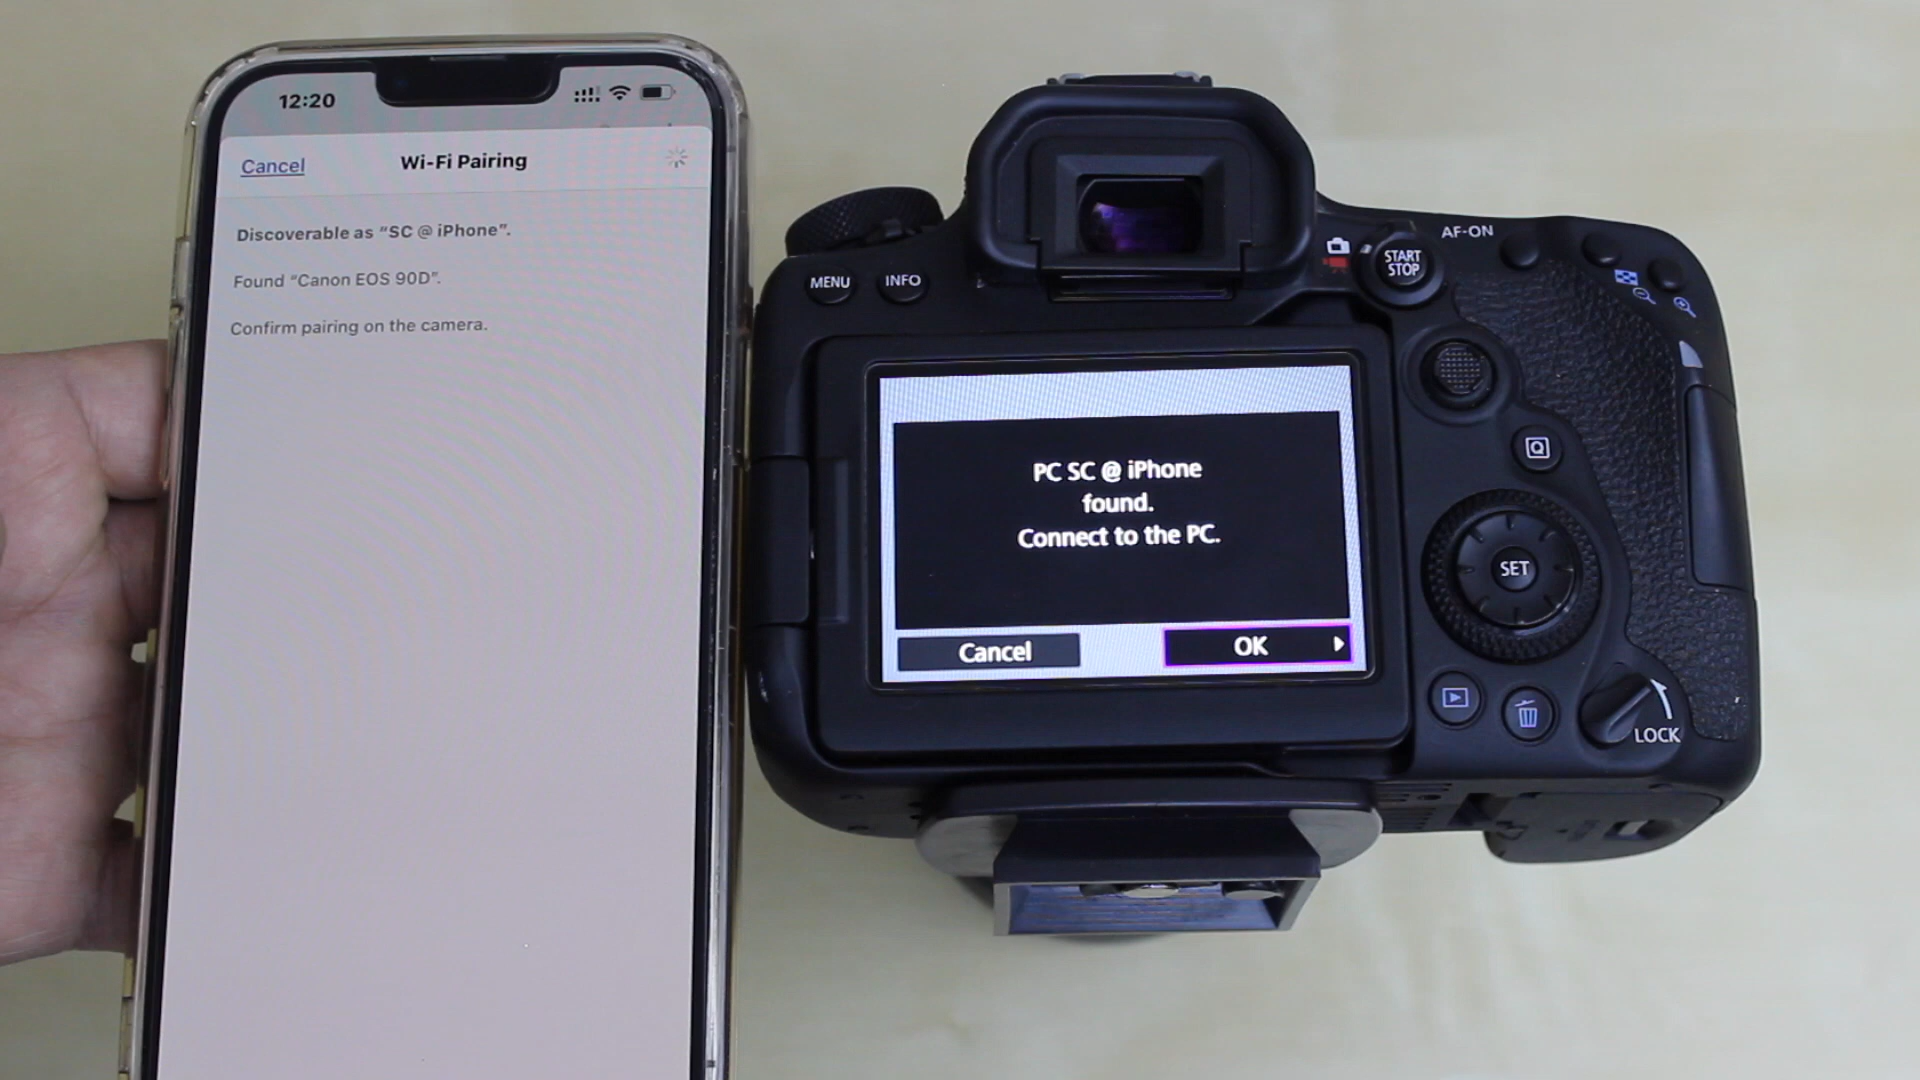 12:20
Cancel
Wi-Fi Pairing
Discoverable as “SC @ iPhone”.
Found “Canon EOS 90D”.
Confirm pairing on the camera.
MENU
INFO
START
STOP
AF-ON
PC SC @ iPhone
found.
Connect to the PC.
Cancel
OK
Q
SET
LOCK